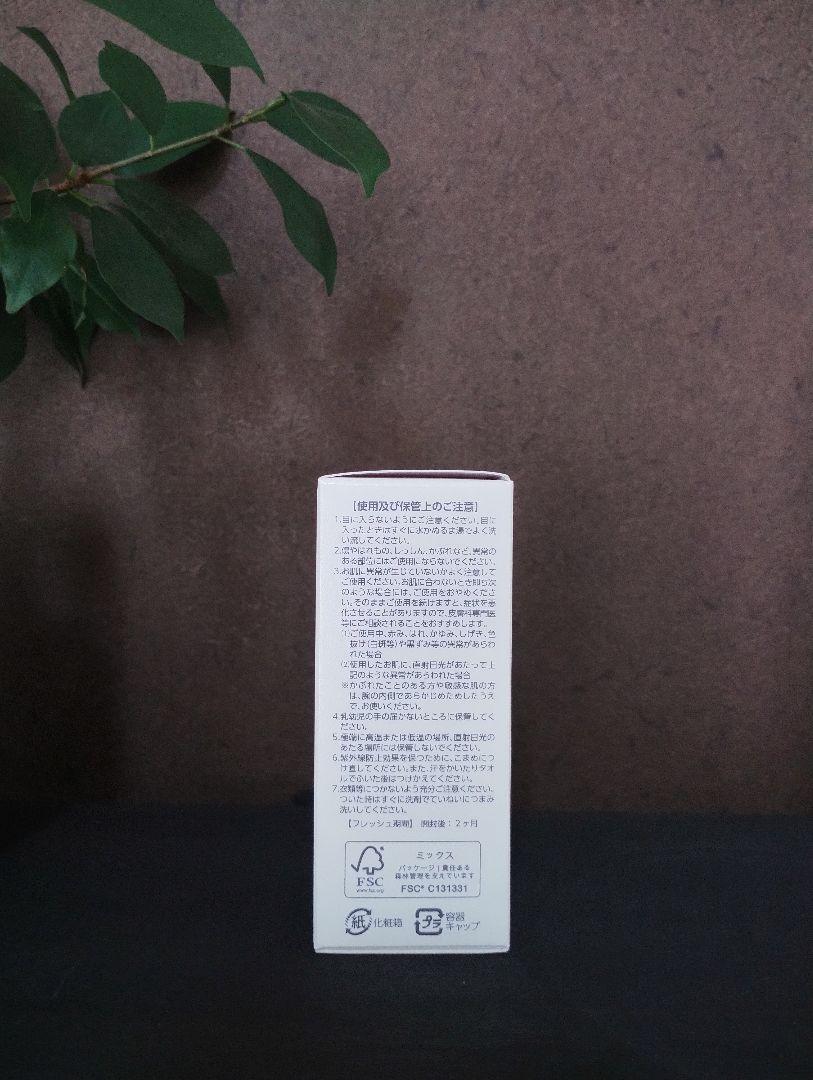 【使用及び保管上のご注意】
1.目に入らないようにご注意ください。目に
入ったときはすぐに水かぬるま湯でよく洗
い流してください。
2.傷やはれもの、しっしん、かぶれなど、異常の
ある部位にはご使用にならないでください。
3.お肌に異常が生じていないかよく注意して
ご使用ください。お肌に合わないとき即ち次
のような場合には、ご使用をおやめくださ
い。そのままご使用を続けますと、症状を悪
化させることがありますので、皮膚科専門医
等にご相談されることをおすすめします。
(1)ご使用中、赤み、はれ、かゆみ、しげき、色
抜け(白斑等)や黒ずみ等の異常があらわ
れた場合
(2)使用したお肌に、直射日光があたって上
記のような異常があらわれた場合
※かぶれたことのある方や敏感な肌の方
は、腕の内側であらかじめためしたうえ
で、お使いください。
4.乳幼児の手の届かないところに保管してく
ださい。
5.極端に高温または低温の場所、直射日光の
あたる場所には保管しないでください。
6.紫外線防止効果を保つために、こまめにつ
け直してください。また、汗をかいたりタオ
ルでふいた後はつけかえてください。
7.衣類等につかないよう充分ご注意ください。
ついた時はすぐに洗剤でていねいにつまみ
洗いしてください。
【フレッシュ期間】 開封後：2ヶ月
ミックス
パッケージ｜責任ある
森林管理を支えています
FSC® C131331
FSC
www.fsc.org
紙 化粧箱
プラ 容器
キャップ